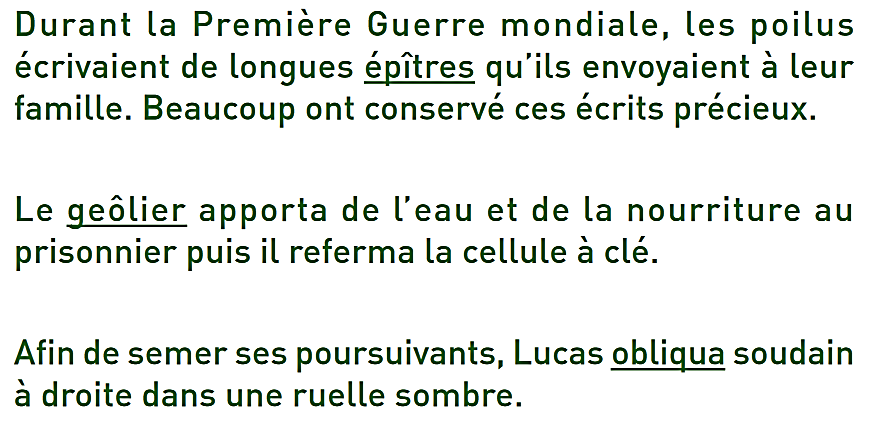 Durant la Première Guerre mondiale, les poilus
écrivaient de longues épîtres qu’ils envoyaient à leur
famille. Beaucoup ont conservé ces écrits précieux.
Le geôlier apporta de l’eau et de la nourriture au
prisonnier puis il referma la cellule à clé.
Afin de semer ses poursuivants, Lucas obliqua soudain
à droite dans une ruelle sombre.